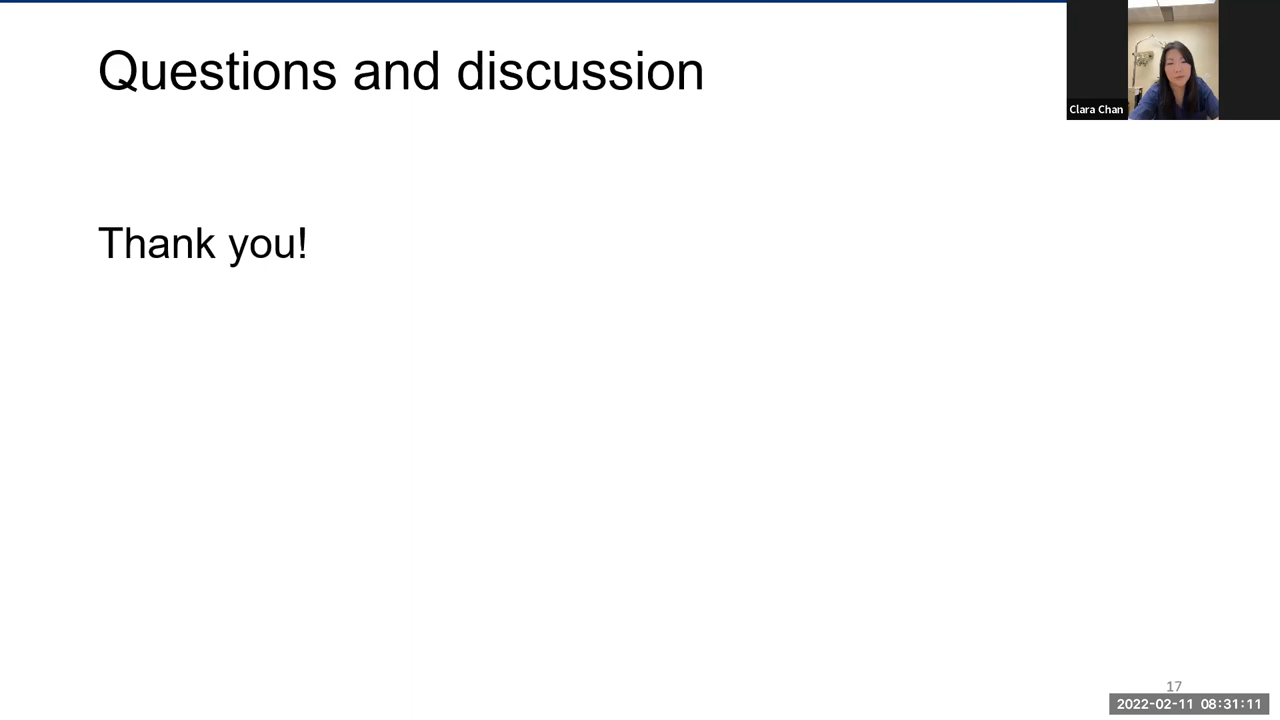 Questions and discussion
Clara Chan
Thank you!
17
2022-02-11 08:31:11